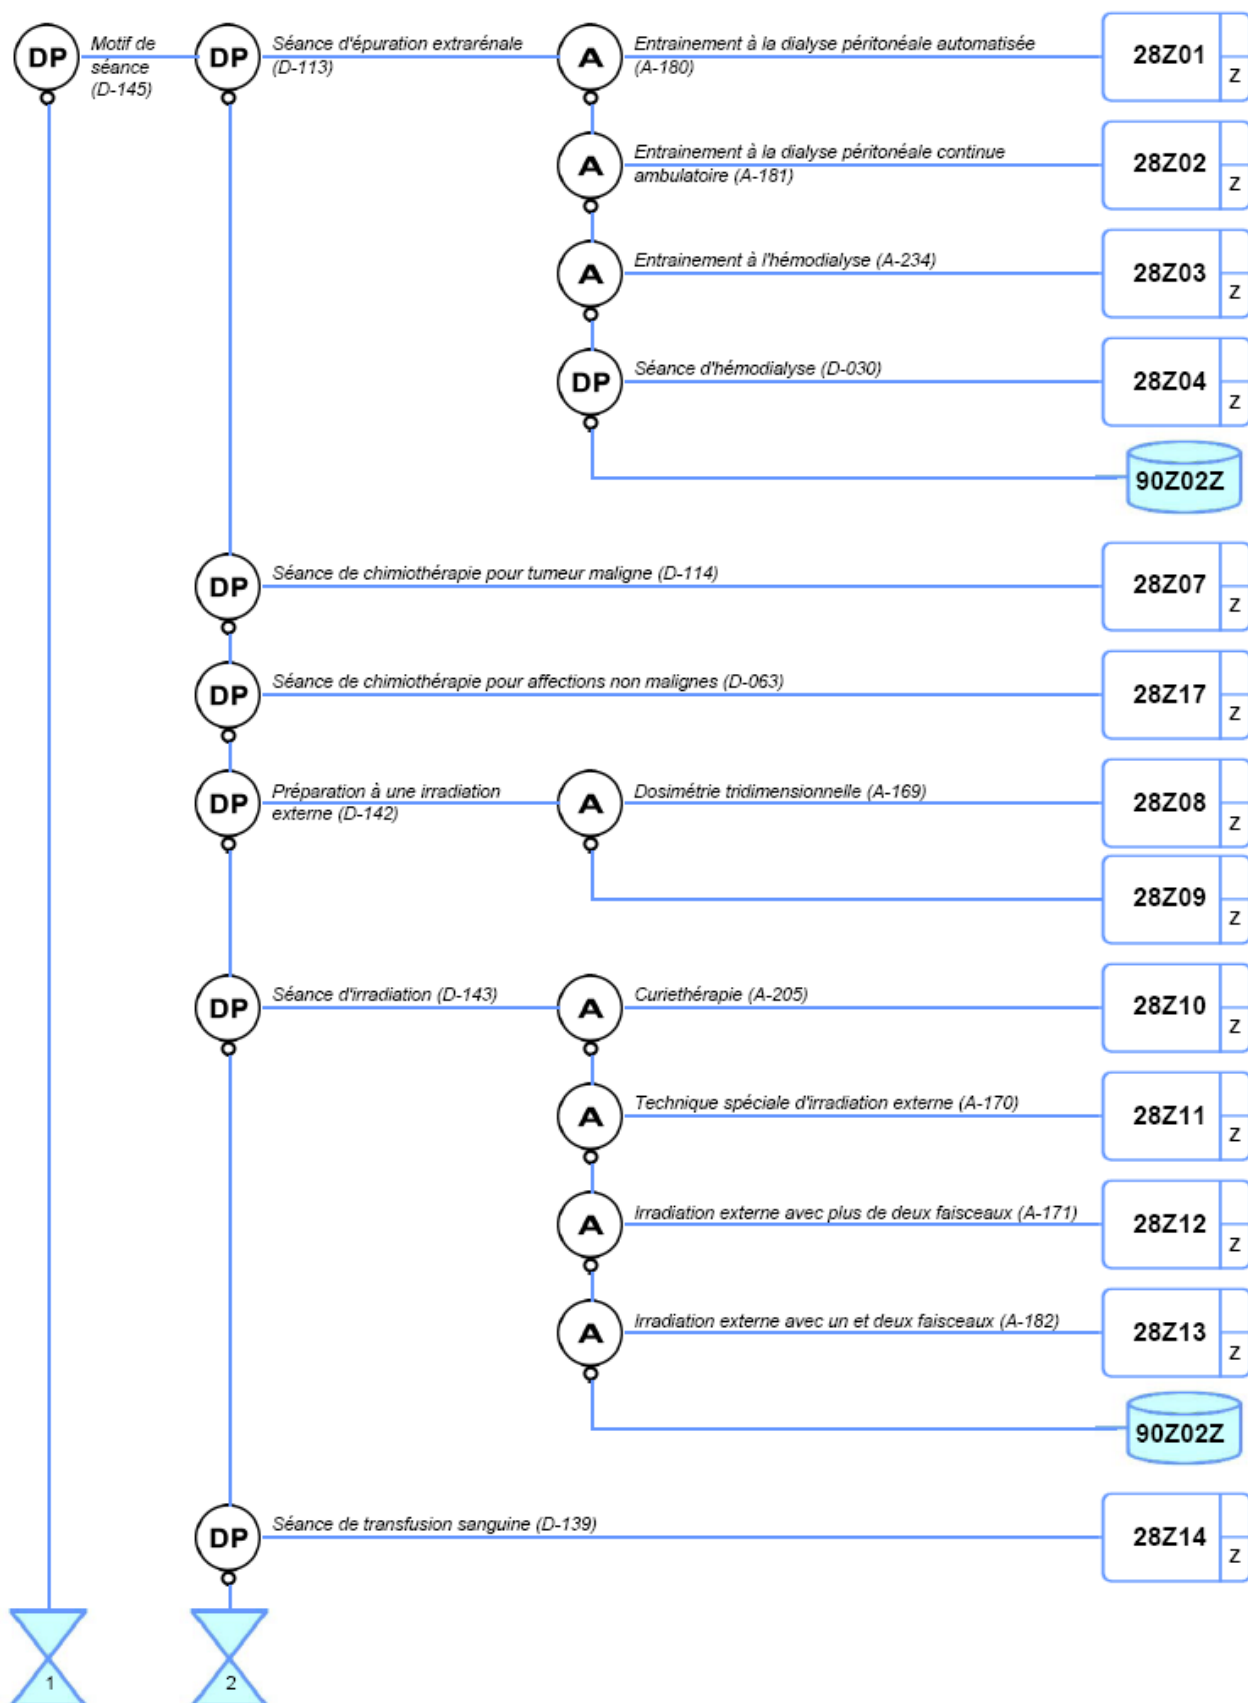 DP
Motif de
séance
(D-145)
DP
Séance d'épuration extrarénale
(D-113)
A
Entrainement à la dialyse péritonéale automatisée
(A-180)
28Z01
Z
A
Entrainement à la dialyse péritonéale continue
ambulatoire (A-181)
28Z02
Z
A
Entrainement à l'hémodialyse (A-234)
28Z03
Z
DP
Séance d'hémodialyse (D-030)
28Z04
Z
90Z02Z
DP
Séance de chimiothérapie pour tumeur maligne (D-114)
28Z07
Z
DP
Séance de chimiothérapie pour affections non malignes (D-063)
28Z17
Z
DP
Préparation à une irradiation
externe (D-142)
A
Dosimétrie tridimensionnelle (A-169)
28Z08
Z
28Z09
Z
DP
Séance d'irradiation (D-143)
A
Curiethérapie (A-205)
28Z10
Z
A
Technique spéciale d'irradiation externe (A-170)
28Z11
Z
A
Irradiation externe avec plus de deux faisceaux (A-171)
28Z12
Z
A
Irradiation externe avec un et deux faisceaux (A-182)
28Z13
Z
90Z02Z
DP
Séance de transfusion sanguine (D-139)
28Z14
Z
1
2